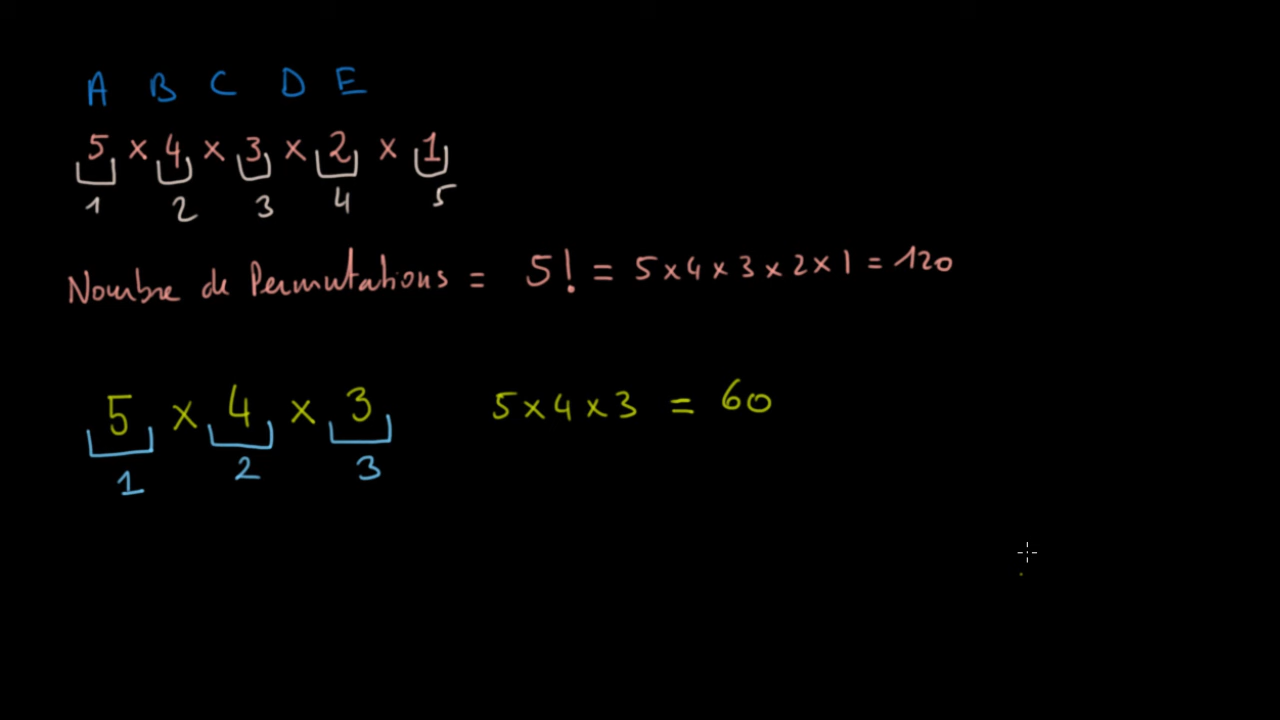 A B C D E
5 × 4 × 3 × 2 × 1
1 2 3 4 5
Nombre de Permutations = 5! = 5 × 4 × 3 × 2 × 1 = 120
5 × 4 × 3 5 × 4 × 3 = 60
1 2 3